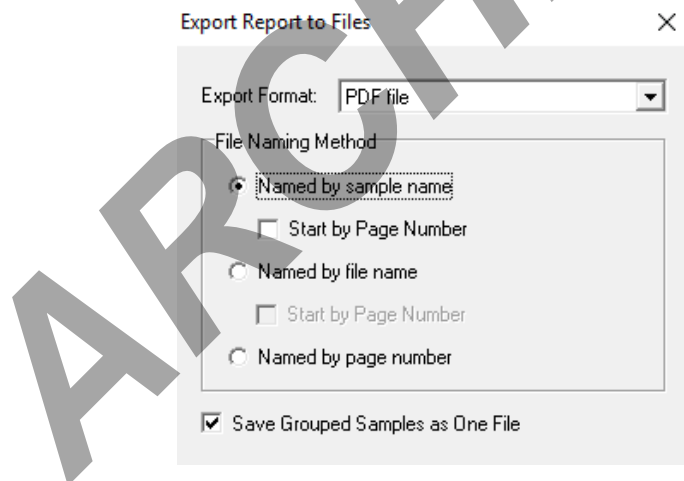 Export Report to Files
Export Format: PDF file
File Naming Method
Named by sample name
Start by Page Number
Named by file name
Start by Page Number
Named by page number
Save Grouped Samples as One File
ARCH